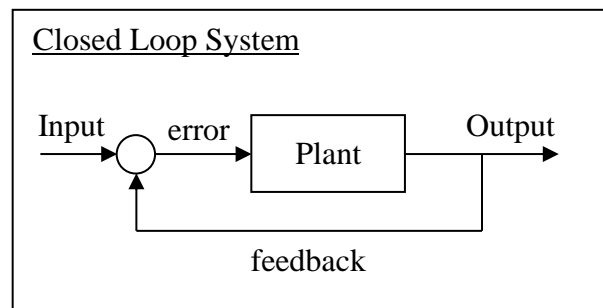 Closed Loop System
Input
error
Plant
Output
feedback